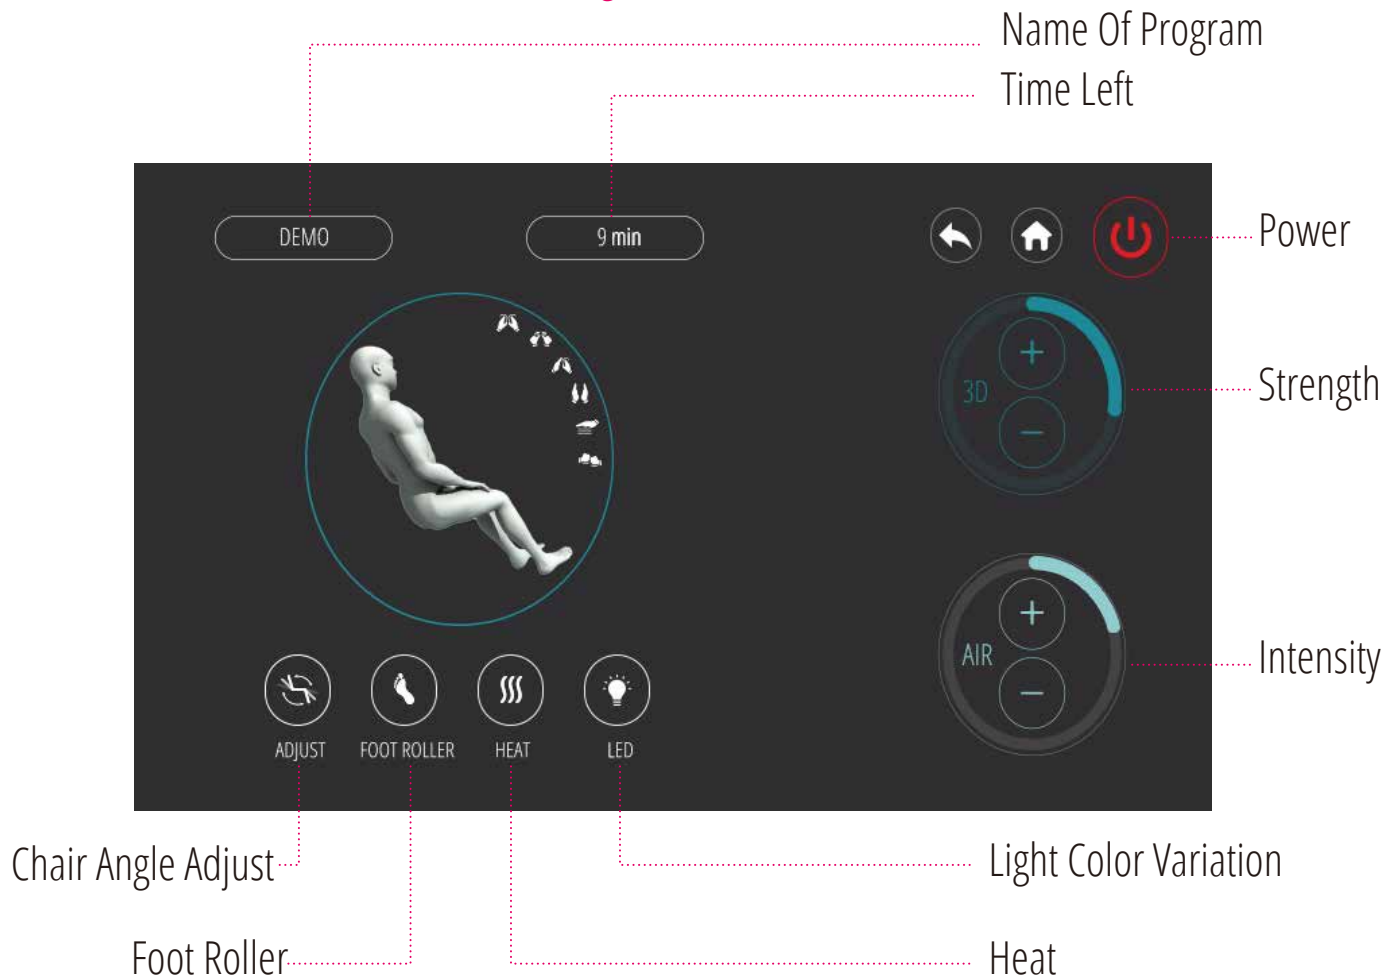 Name Of Program
Time Left
DEMO
9 min
Power
3D
Strength
AIR
Intensity
ADJUST
FOOT ROLLER
HEAT
LED
Chair Angle Adjust
Light Color Variation
Foot Roller
Heat